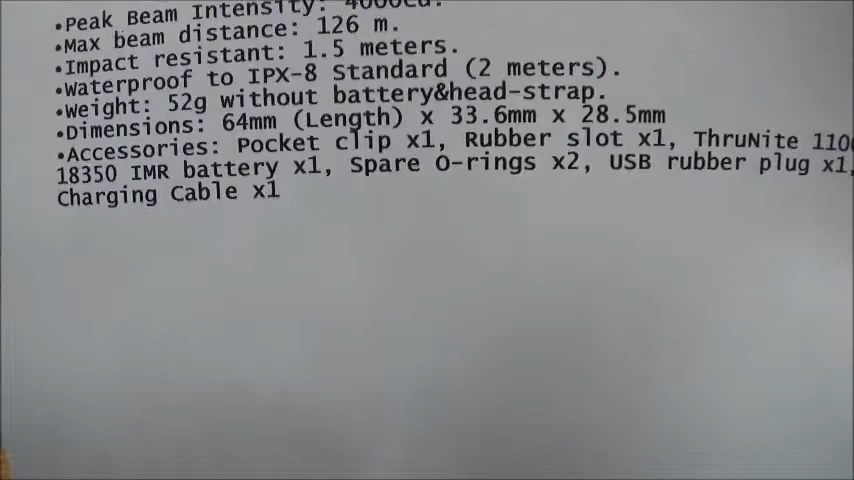 •Peak Beam Intensity: 4000cd.
•Max beam distance: 126 m.
•Impact resistant: 1.5 meters.
•Waterproof to IPX-8 Standard (2 meters).
•Weight: 52g without battery&head-strap.
•Dimensions: 64mm (Length) x 33.6mm x 28.5mm
•Accessories: Pocket clip x1, Rubber slot x1, ThruNite 110
18350 IMR battery x1, Spare O-rings x2, USB rubber plug x1,
Charging Cable x1